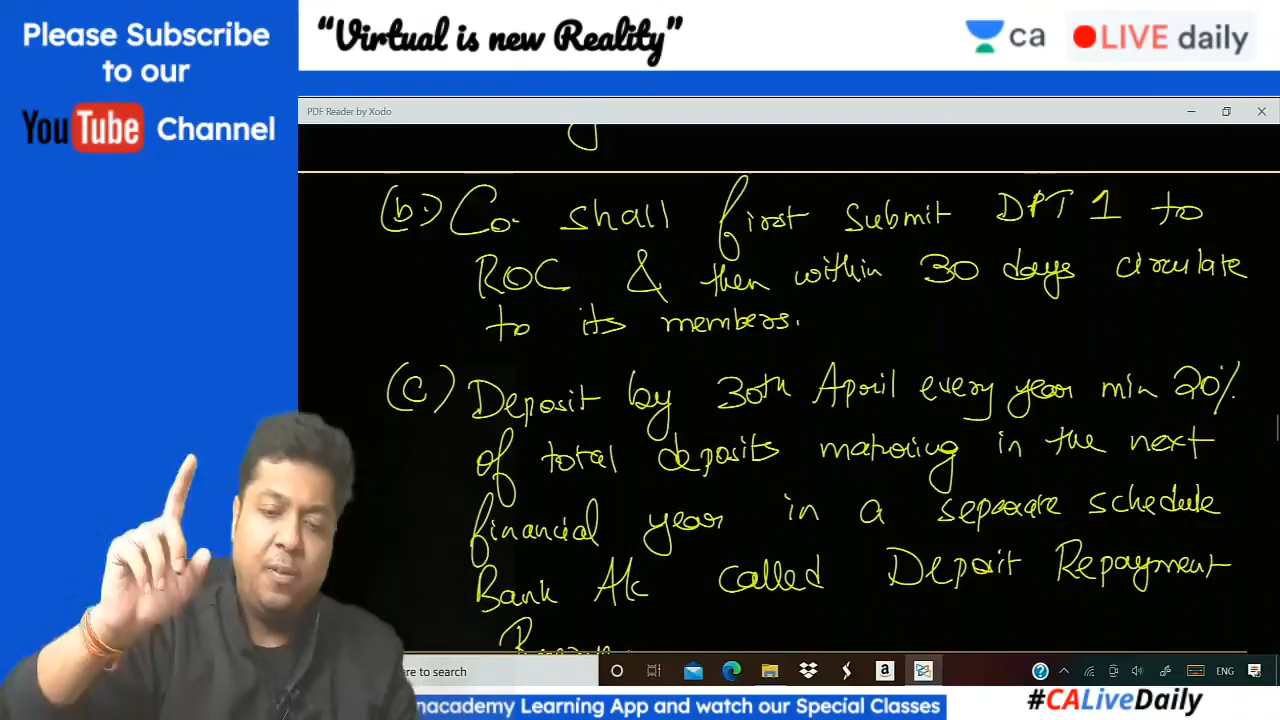 Please Subscribe
to our
YouTube Channel
“Virtual is new Reality”
ca
LIVE daily
PDF Reader by Xodo
(b.) Co. shall first submit DPT 1 to
ROC & then within 30 days circulate
to its members.
(c) Deposit by 30th April every year min 20%
of total deposits maturing in the next
financial year in a separate schedule
Bank A/c called Deposit Repayment
ere to search
ENG
nacademy Learning App and watch our Special Classes
#CALiveDaily